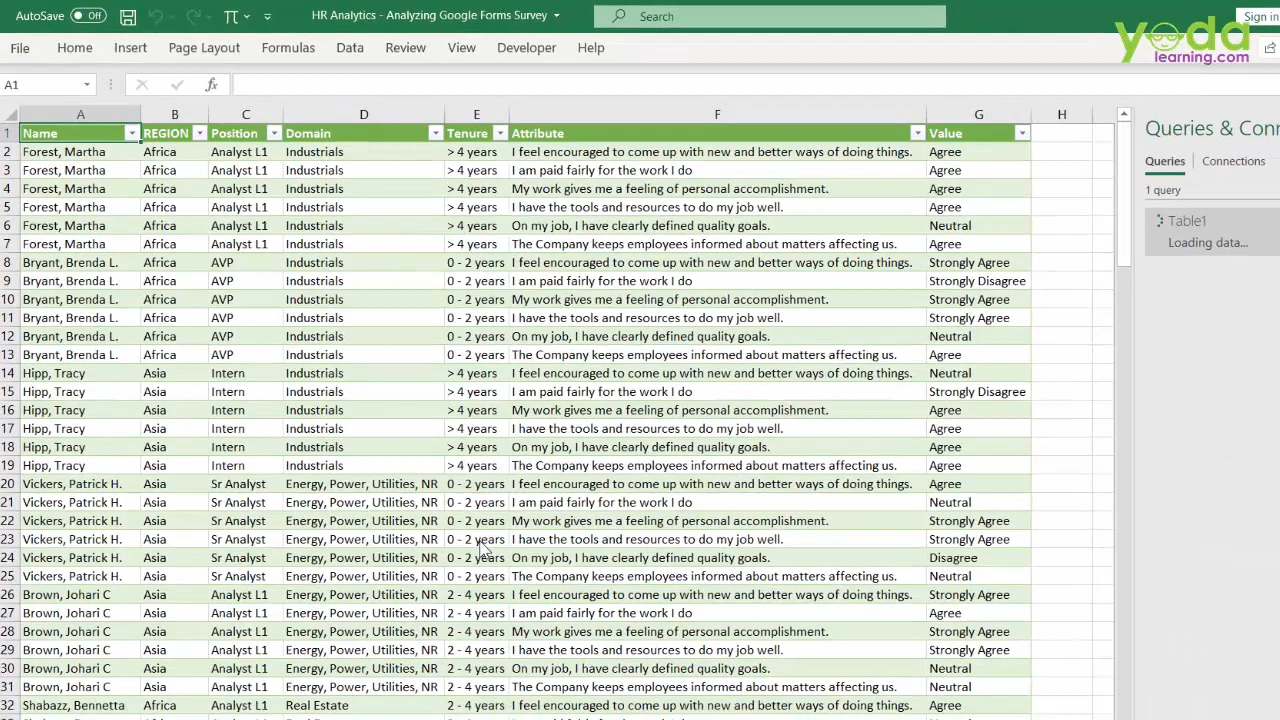 AutoSave Off HR Analytics - Analyzing Google Forms Survey Search Sign in
File Home Insert Page Layout Formulas Data Review View Developer Help
yoda
learning.com
A1 fx
A B C D E F G H
1 Name REGION Position Domain Tenure Attribute Value
2 Forest, Martha Africa Analyst L1 Industrials > 4 years I feel encouraged to come up with new and better ways of doing things. Agree
3 Forest, Martha Africa Analyst L1 Industrials > 4 years I am paid fairly for the work I do Agree
4 Forest, Martha Africa Analyst L1 Industrials > 4 years My work gives me a feeling of personal accomplishment. Agree
5 Forest, Martha Africa Analyst L1 Industrials > 4 years I have the tools and resources to do my job well. Agree
6 Forest, Martha Africa Analyst L1 Industrials > 4 years On my job, I have clearly defined quality goals. Neutral
7 Forest, Martha Africa Analyst L1 Industrials > 4 years The Company keeps employees informed about matters affecting us. Agree
8 Bryant, Brenda L. Africa AVP Industrials 0 - 2 years I feel encouraged to come up with new and better ways of doing things. Strongly Agree
9 Bryant, Brenda L. Africa AVP Industrials 0 - 2 years I am paid fairly for the work I do Strongly Disagree
10 Bryant, Brenda L. Africa AVP Industrials 0 - 2 years My work gives me a feeling of personal accomplishment. Strongly Agree
11 Bryant, Brenda L. Africa AVP Industrials 0 - 2 years I have the tools and resources to do my job well. Strongly Agree
12 Bryant, Brenda L. Africa AVP Industrials 0 - 2 years On my job, I have clearly defined quality goals. Neutral
13 Bryant, Brenda L. Africa AVP Industrials 0 - 2 years The Company keeps employees informed about matters affecting us. Agree
14 Hipp, Tracy Asia Intern Industrials > 4 years I feel encouraged to come up with new and better ways of doing things. Neutral
15 Hipp, Tracy Asia Intern Industrials > 4 years I am paid fairly for the work I do Strongly Disagree
16 Hipp, Tracy Asia Intern Industrials > 4 years My work gives me a feeling of personal accomplishment. Agree
17 Hipp, Tracy Asia Intern Industrials > 4 years I have the tools and resources to do my job well. Agree
18 Hipp, Tracy Asia Intern Industrials > 4 years On my job, I have clearly defined quality goals. Agree
19 Hipp, Tracy Asia Intern Industrials > 4 years The Company keeps employees informed about matters affecting us. Agree
20 Vickers, Patrick H. Asia Sr Analyst Energy, Power, Utilities, NR 0 - 2 years I feel encouraged to come up with new and better ways of doing things. Agree
21 Vickers, Patrick H. Asia Sr Analyst Energy, Power, Utilities, NR 0 - 2 years I am paid fairly for the work I do Neutral
22 Vickers, Patrick H. Asia Sr Analyst Energy, Power, Utilities, NR 0 - 2 years My work gives me a feeling of personal accomplishment. Strongly Agree
23 Vickers, Patrick H. Asia Sr Analyst Energy, Power, Utilities, NR 0 - 2 years I have the tools and resources to do my job well. Strongly Agree
24 Vickers, Patrick H. Asia Sr Analyst Energy, Power, Utilities, NR 0 - 2 years On my job, I have clearly defined quality goals. Disagree
25 Vickers, Patrick H. Asia Sr Analyst Energy, Power, Utilities, NR 0 - 2 years The Company keeps employees informed about matters affecting us. Neutral
26 Brown, Johari C Asia Analyst L1 Energy, Power, Utilities, NR 2 - 4 years I feel encouraged to come up with new and better ways of doing things. Strongly Agree
27 Brown, Johari C Asia Analyst L1 Energy, Power, Utilities, NR 2 - 4 years I am paid fairly for the work I do Agree
28 Brown, Johari C Asia Analyst L1 Energy, Power, Utilities, NR 2 - 4 years My work gives me a feeling of personal accomplishment. Strongly Agree
29 Brown, Johari C Asia Analyst L1 Energy, Power, Utilities, NR 2 - 4 years I have the tools and resources to do my job well. Strongly Agree
30 Brown, Johari C Asia Analyst L1 Energy, Power, Utilities, NR 2 - 4 years On my job, I have clearly defined quality goals. Neutral
31 Brown, Johari C Asia Analyst L1 Energy, Power, Utilities, NR 2 - 4 years The Company keeps employees informed about matters affecting us. Neutral
32 Shabazz, Bennetta Africa Analyst L1 Real Estate 2 - 4 years I feel encouraged to come up with new and better ways of doing things. Agree
Queries & Con
Queries Connections
1 query
Table1
Loading data...